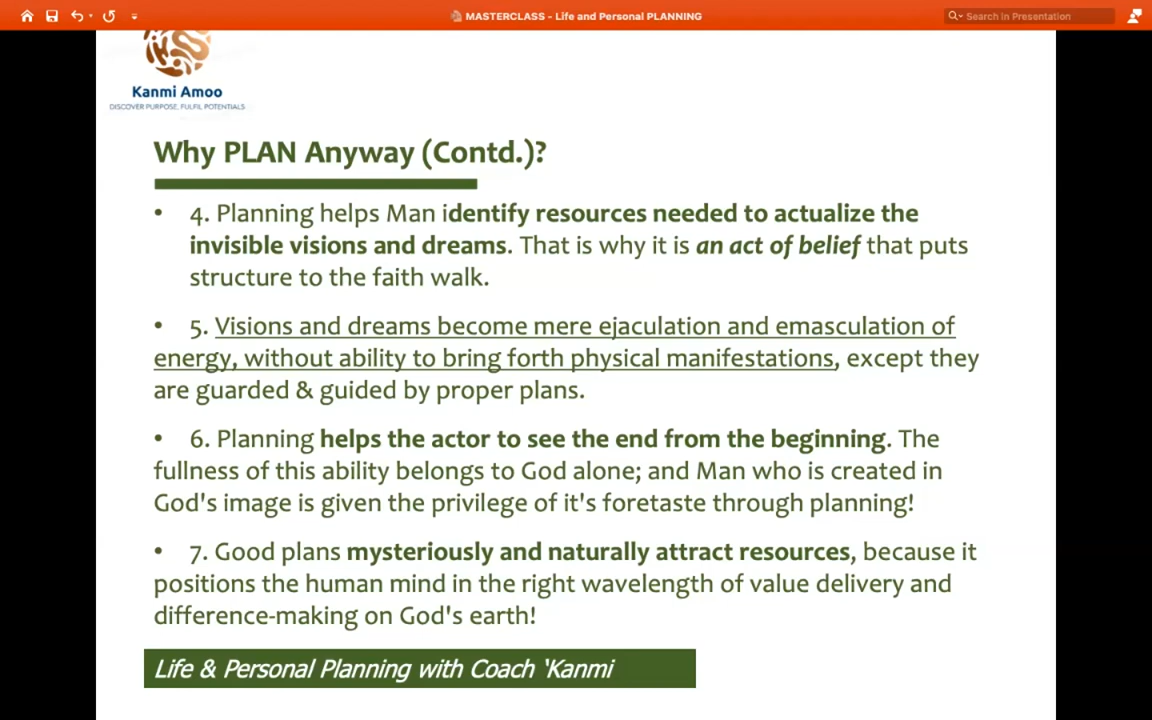 MASTERCLASS - Life and Personal PLANNING
Search in Presentation
Kanmi Amoo
DISCOVER PURPOSE, FULFIL POTENTIALS
Why PLAN Anyway (Contd.)?
• 4. Planning helps Man identify resources needed to actualize the
invisible visions and dreams. That is why it is an act of belief that puts
structure to the faith walk.
• 5. Visions and dreams become mere ejaculation and emasculation of
energy, without ability to bring forth physical manifestations, except they
are guarded & guided by proper plans.
• 6. Planning helps the actor to see the end from the beginning. The
fullness of this ability belongs to God alone; and Man who is created in
God's image is given the privilege of it's foretaste through planning!
• 7. Good plans mysteriously and naturally attract resources, because it
positions the human mind in the right wavelength of value delivery and
difference-making on God's earth!
Life & Personal Planning with Coach 'Kanmi